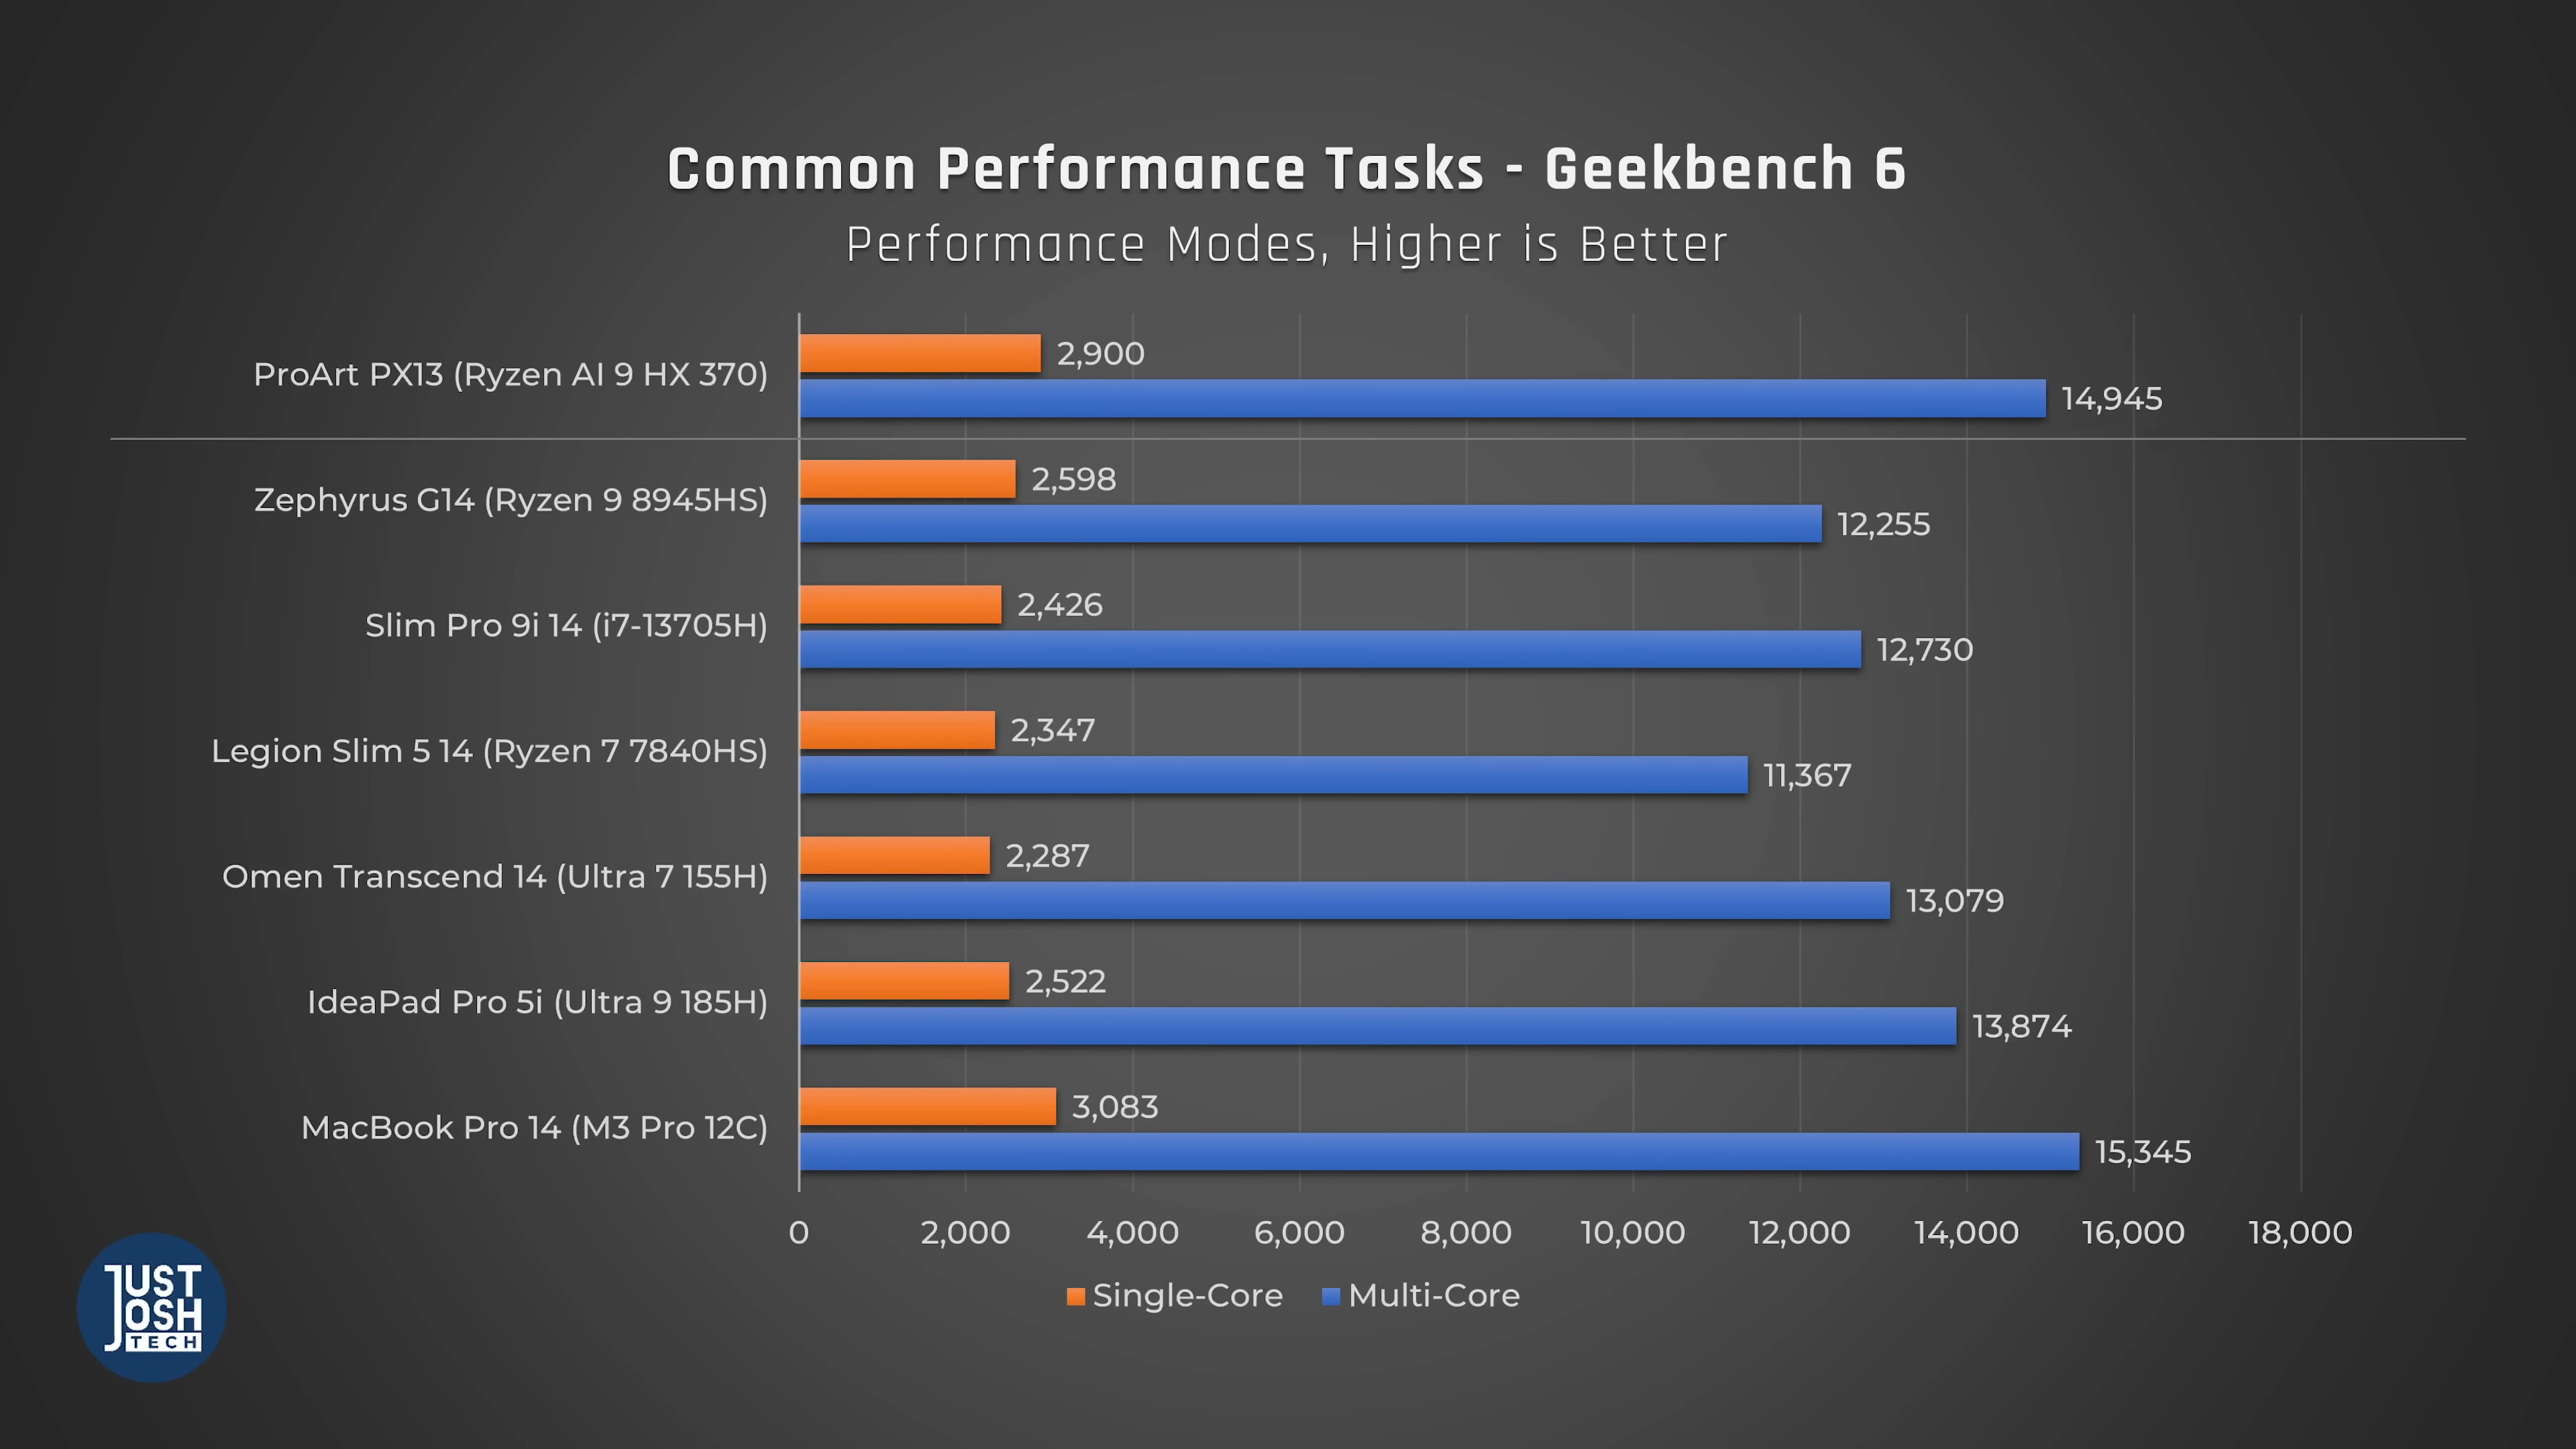 Common Performance Tasks - Geekbench 6
Performance Modes, Higher is Better
ProArt PX13 (Ryzen AI 9 HX 370)
2,900
14,945
Zephyrus G14 (Ryzen 9 8945HS)
2,598
12,255
Slim Pro 9i 14 (i7-13705H)
2,426
12,730
Legion Slim 5 14 (Ryzen 7 7840HS)
2,347
11,367
Omen Transcend 14 (Ultra 7 155H)
2,287
13,079
IdeaPad Pro 5i (Ultra 9 185H)
2,522
13,874
MacBook Pro 14 (M3 Pro 12C)
3,083
15,345
0 2,000 4,000 6,000 8,000 10,000 12,000 14,000 16,000 18,000
Single-Core Multi-Core
JUST
JOSH
TECH